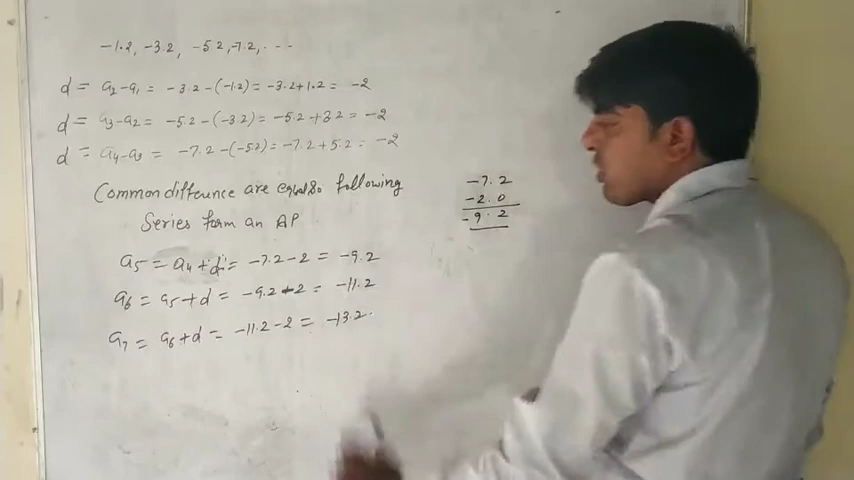 -1.2, -3.2, -5.2, -7.2, ...
d = a2-a1 = -3.2-(-1.2) = -3.2+1.2 = -2
d = a3-a2 = -5.2-(-3.2) = -5.2+3.2 = -2
d = a4-a3 = -7.2-(-5.2) = -7.2+5.2 = -2
Common difference are equal so following
Series form an AP
a5 = a4+d = -7.2-2 = -9.2
a6 = a5+d = -9.2-2 = -11.2
a7 = a6+d = -11.2-2 = -13.2.
-7.2
-2.0
-9.2